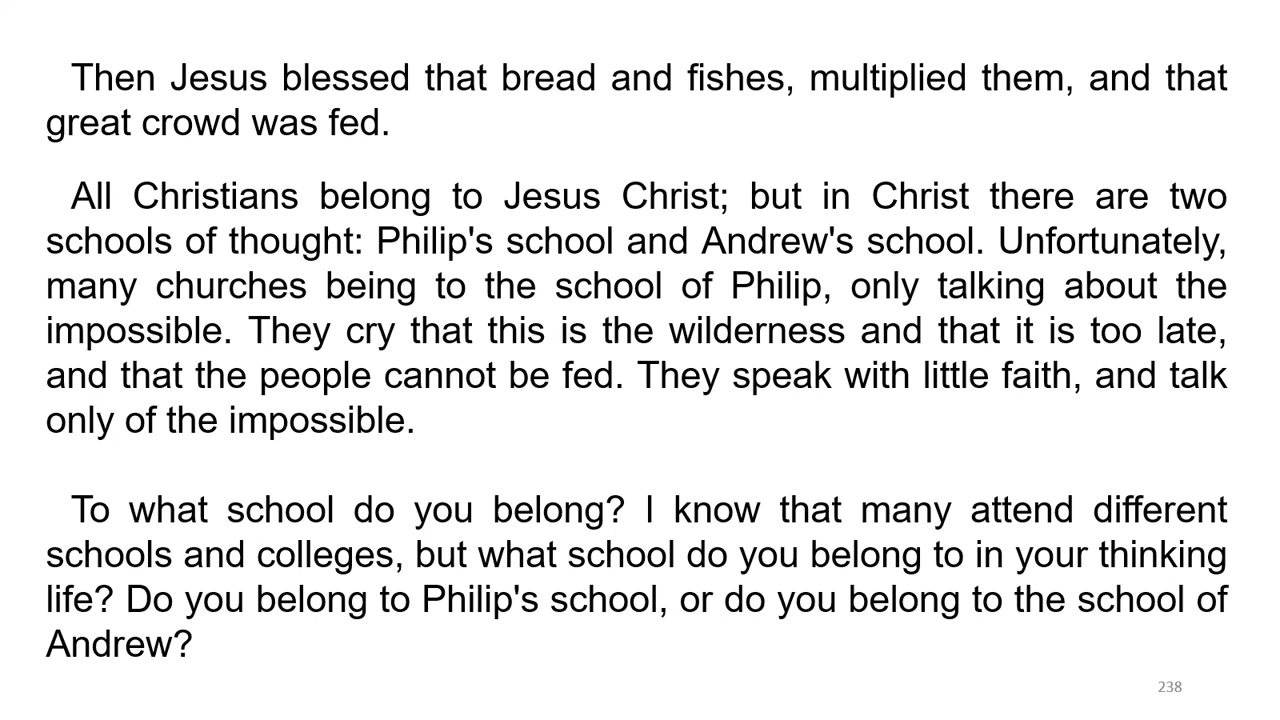 Then Jesus blessed that bread and fishes, multiplied them, and that
great crowd was fed.
All Christians belong to Jesus Christ; but in Christ there are two
schools of thought: Philip's school and Andrew's school. Unfortunately,
many churches being to the school of Philip, only talking about the
impossible. They cry that this is the wilderness and that it is too late,
and that the people cannot be fed. They speak with little faith, and talk
only of the impossible.
To what school do you belong? I know that many attend different
schools and colleges, but what school do you belong to in your thinking
life? Do you belong to Philip's school, or do you belong to the school of
Andrew?
238